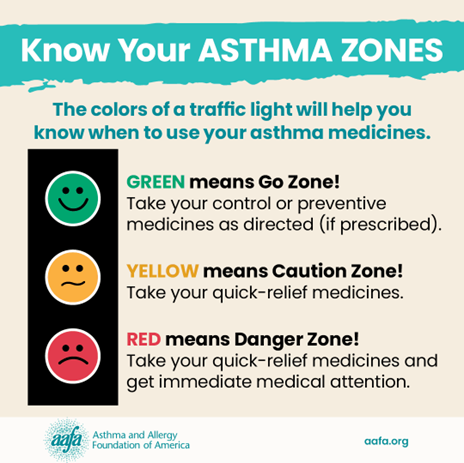 Know Your ASTHMA ZONES
The colors of a traffic light will help you
know when to use your asthma medicines.
GREEN means Go Zone!
Take your control or preventive
medicines as directed (if prescribed).
YELLOW means Caution Zone!
Take your quick-relief medicines.
RED means Danger Zone!
Take your quick-relief medicines and
get immediate medical attention.
aafa
Asthma and Allergy
Foundation of America
aafa.org